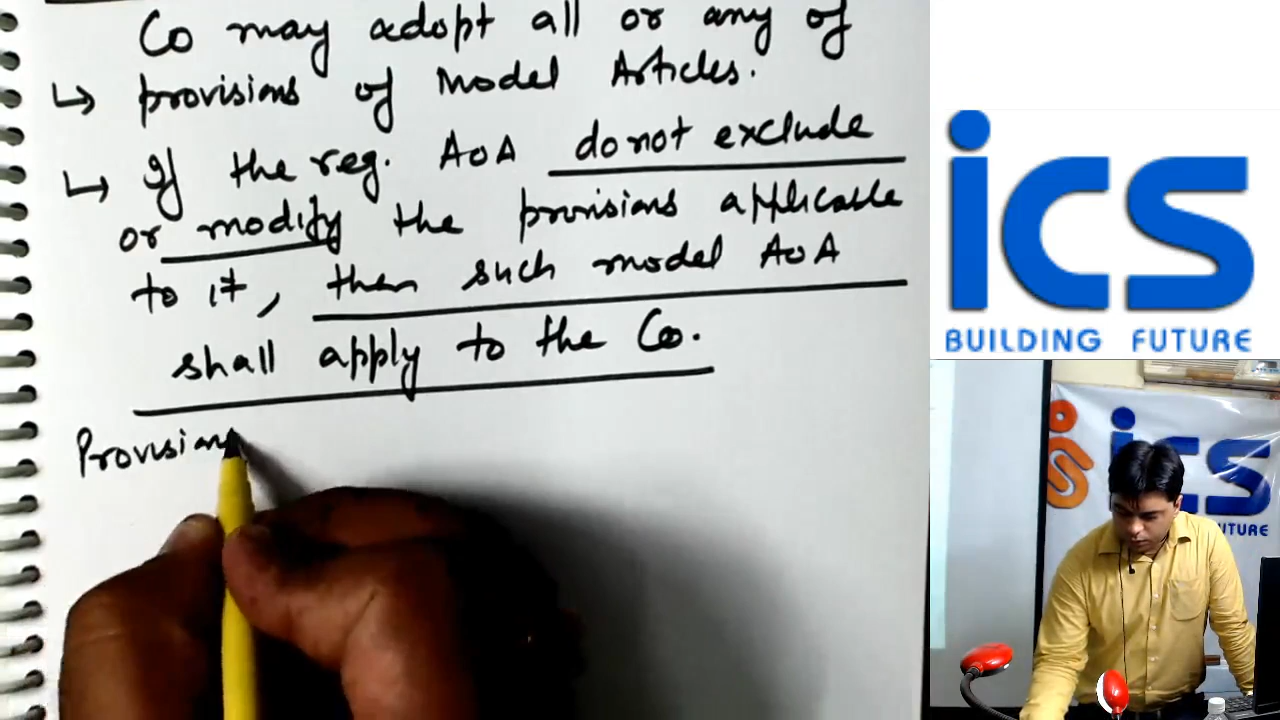 Co may adopt all or any of
↳ provisions of Model Articles.
↳ If the reg. AOA do not exclude
or modify the provisions applicable
to it, then such model AOA
shall apply to the Co.
Provision
ICS
BUILDING FUTURE
ICS
UTURE